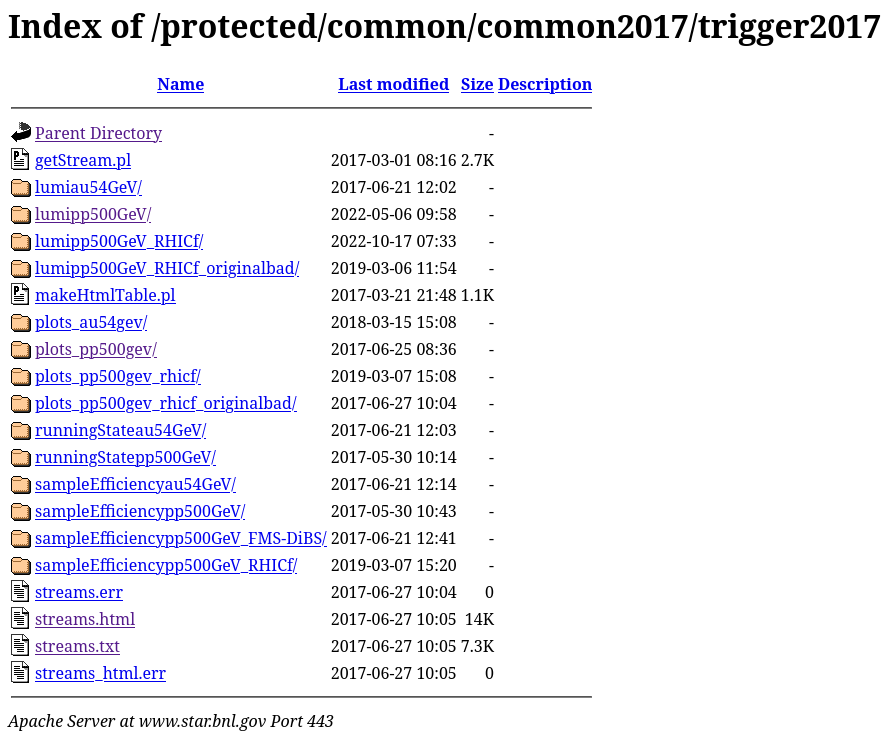 Index of /protected/common/common2017/trigger2017
Name Last modified Size Description
Parent Directory -
getStream.pl 2017-03-01 08:16 2.7K
lumiau54GeV/ 2017-06-21 12:02 -
lumipp500GeV/ 2022-05-06 09:58 -
lumipp500GeV_RHICf/ 2022-10-17 07:33 -
lumipp500GeV_RHICf_originalbad/ 2019-03-06 11:54 -
makeHtmlTable.pl 2017-03-21 21:48 1.1K
plots_au54gev/ 2018-03-15 15:08 -
plots_pp500gev/ 2017-06-25 08:36 -
plots_pp500gev_rhicf/ 2019-03-07 15:08 -
plots_pp500gev_rhicf_originalbad/ 2017-06-27 10:04 -
runningStateau54GeV/ 2017-06-21 12:03 -
runningStatepp500GeV/ 2017-05-30 10:14 -
sampleEfficiencyau54GeV/ 2017-06-21 12:14 -
sampleEfficiencypp500GeV/ 2017-05-30 10:43 -
sampleEfficiencypp500GeV_FMS-DiBS/ 2017-06-21 12:41 -
sampleEfficiencypp500GeV_RHICf/ 2019-03-07 15:20 -
streams.err 2017-06-27 10:04 0
streams.html 2017-06-27 10:05 14K
streams.txt 2017-06-27 10:05 7.3K
streams_html.err 2017-06-27 10:05 0
Apache Server at www.star.bnl.gov Port 443